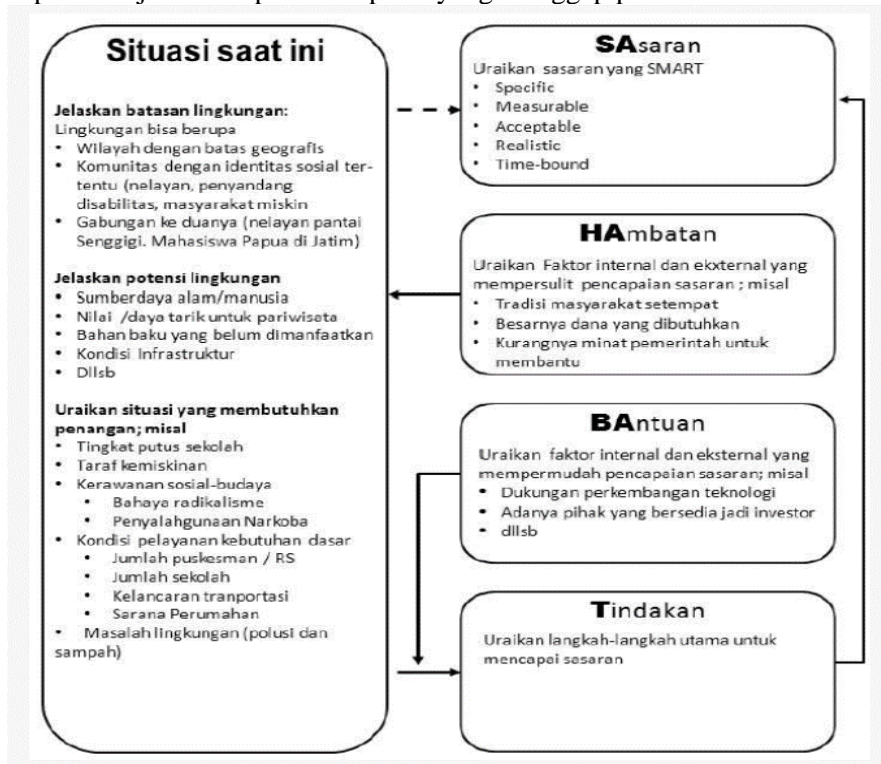 Situasi saat ini
Jelaskan batasan lingkungan:
Lingkungan bisa berupa
• Wilayah dengan batas geografis
• Komunitas dengan identitas sosial ter-
tentu (nelayan, penyandang
disabilitas, masyarakat miskin
• Gabungan ke duanya (nelayan pantai
Senggigi. Mahasiswa Papua di Jatim)
Jelaskan potensi lingkungan
• Sumberdaya alam/manusia
• Nilai /daya tarik untuk pariwisata
• Bahan baku yang belum dimanfaatkan
• Kondisi Infrastruktur
• Dllsb
Uraikan situasi yang membutuhkan
penangan; misal
• Tingkat putus sekolah
• Taraf kemiskinan
• Kerawanan sosial-budaya
• Bahaya radikalisme
• Penyalahgunaan Narkoba
• Kondisi pelayanan kebutuhan dasar
• Jumlah puskesman / RS
• Jumlah sekolah
• Kelancaran tranportasi
• Sarana Perumahan
• Masalah lingkungan (polusi dan
sampah)
SAsaran
Uraikan sasaran yang SMART
• Specific
• Measurable
• Acceptable
• Realistic
• Time-bound
HAmbatan
Uraikan Faktor internal dan ekxternal yang
mempersulit pencapaian sasaran ; misal
• Tradisi masyarakat setempat
• Besarnya dana yang dibutuhkan
• Kurangnya minat pemerintah untuk
membantu
BAntuan
Uraikan faktor internal dan eksternal yang
mempermudah pencapaian sasaran; misal
• Dukungan perkembangan teknologi
• Adanya pihak yang bersedia jadi investor
• dllsb
Tindakan
Uraikan langkah-langkah utama untuk
mencapai sasaran